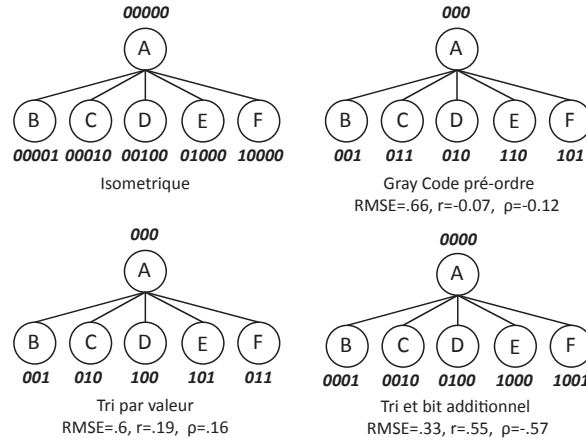 00000
A
B C D E F
00001 00010 00100 01000 10000
Isometrique
000
A
B C D E F
001 011 010 110 101
Gray Code pré-ordre
RMSE=.66, r=-0.07, ρ=-0.12
000
A
B C D E F
001 010 100 101 011
Tri par valeur
RMSE=.6, r=.19, ρ=.16
0000
A
B C D E F
0001 0010 0100 1000 1001
Tri et bit additionnel
RMSE=.33, r=.55, ρ=-.57